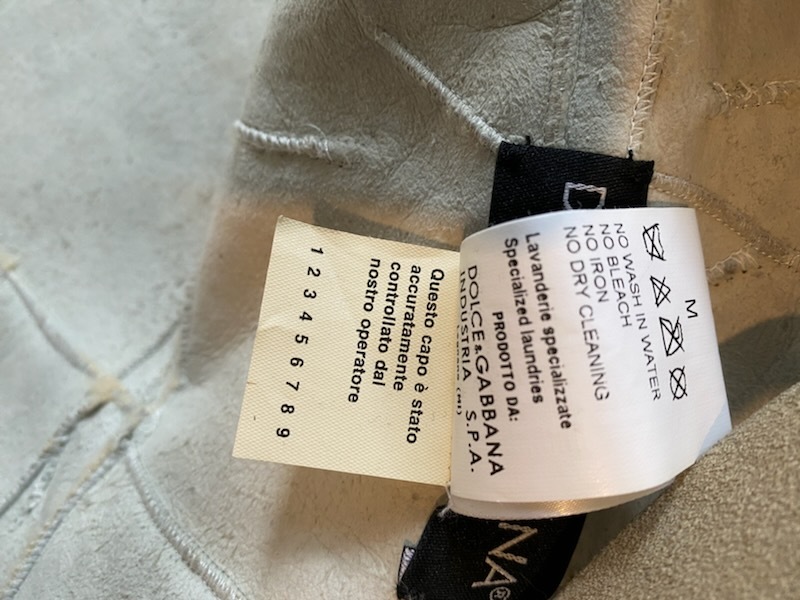 Questo capo è stato
accuratamente
controllato dal
nostro operatore
1 2 3 4 5 6 7 8 9
M
NO WASH IN WATER
NO BLEACH
NO IRON
NO DRY CLEANING
Lavanderie specializzate
Specialized laundries
PRODOTTO DA:
DOLCE & GABBANA
INDUSTRIA S.P.A.
NA®